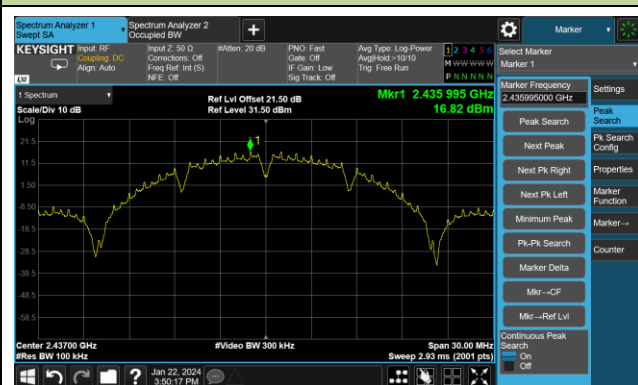 Spectrum Analyzer 1
Swept SA
Spectrum Analyzer 2
Occupied BW
Marker
KEYSIGHT
Input: RF
Coupling: DC
Align: Auto
Input Z: 50 Ω
Corrections: Off
Freq Ref: Int (S)
NFE: Off
#Atten: 20 dB
PNO: Fast
Gate: Off
IF Gain: Low
Sig Track: Off
Avg Type: Log-Power
Avg|Hold:>10/10
Trig: Free Run
1 2 3 4 5 6
M W W W W W
P N N N N N
LXI
Select Marker
Marker 1
1 Spectrum
Scale/Div 10 dB
Log
Ref Lvl Offset 21.50 dB
Ref Level 31.50 dBm
Mkr1 2.435 995 GHz
16.82 dBm
1
21.5
11.5
1.50
-8.50
-18.5
-28.5
-38.5
-48.5
-58.5
Center 2.43700 GHz
#Res BW 100 kHz
#Video BW 300 kHz
Span 30.00 MHz
Sweep 2.93 ms (2001 pts)
Marker Frequency
2.435995000 GHz
Peak Search
Next Peak
Next Pk Right
Next Pk Left
Minimum Peak
Pk-Pk Search
Marker Delta
Mkr→CF
Mkr→Ref Lvl
Continuous Peak
Search
On
Off
Settings
Peak
Search
Pk Search
Config
Properties
Marker
Function
Marker→
Counter
?
Jan 22, 2024
3:50:17 PM